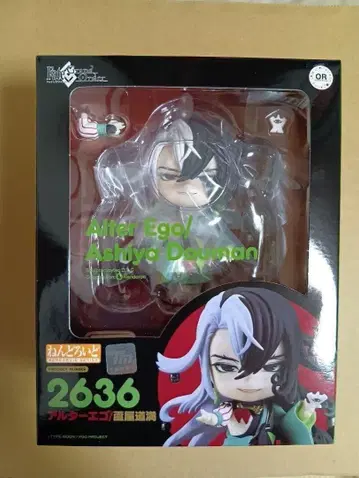 Fate Grand Order
QR
Alter Ego/
Ashiya Douman
ねんどろいど
2636
アルターエゴ/蘆屋道満